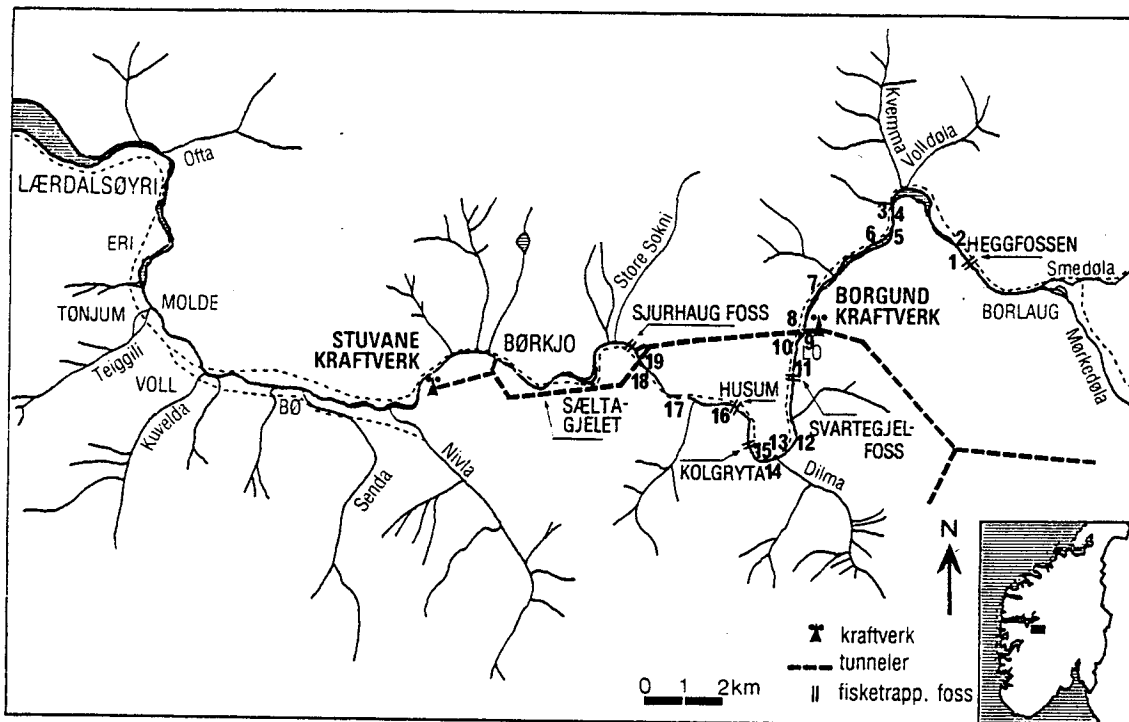 Kvemma
Volldøla
Ofta
LÆRDALSØYRI
ERI
TØNJUM
MOLDE
Teiggili
VOLL
Kuvelda
BØ
Senda
Nivla
STUVANE
KRAFTVERK
BØRKJO
Store Sokni
SJURHAUG FOSS
SÆLTA-
GJELET
HUSUM
KOLGRYTA
Dilma
SVARTEGJEL-
FOSS
BORGUND
KRAFTVERK
HEGGFOSSEN
Smedøla
BORLAUG
Mørkedøla
1
2
3
4
5
6
7
8
9
10
11
12
13
14
15
16
17
18
19
N
kraftverk
tunneler
fisketrapp. foss
0 1 2km